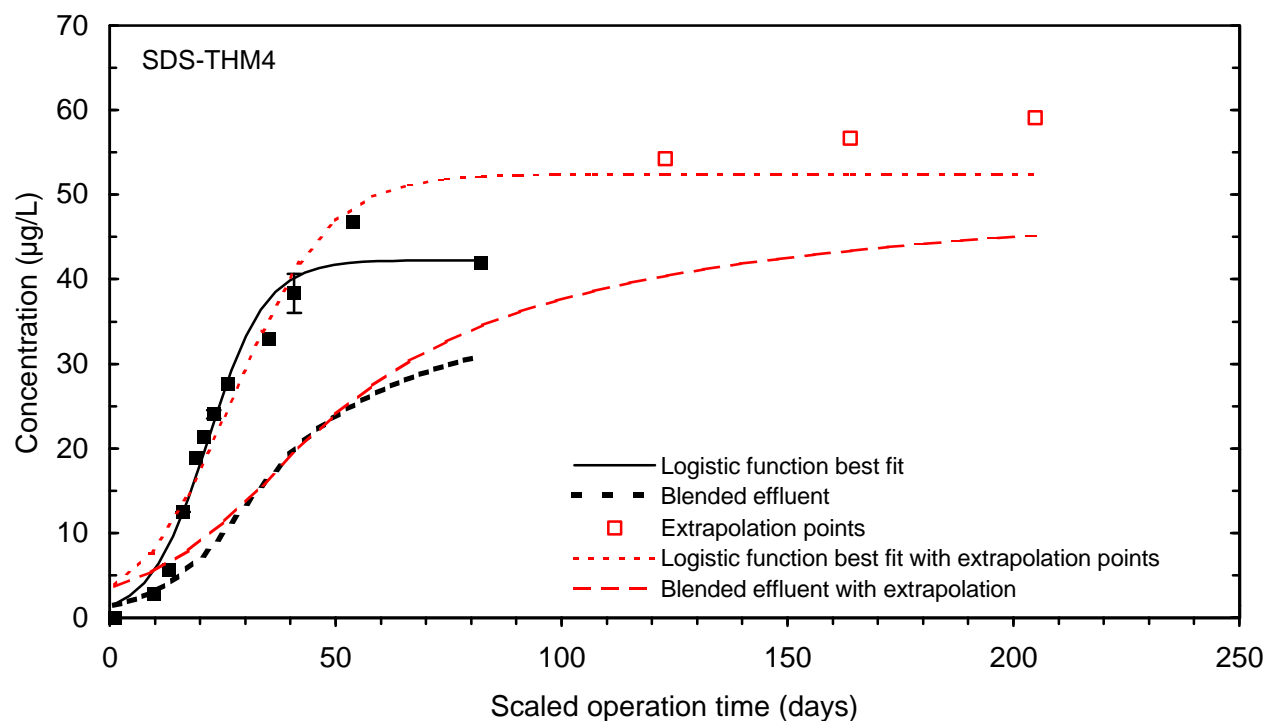 70
SDS-THM4
60
50
40
30
20
10
0
Concentration (µg/L)
Logistic function best fit
Blended effluent
Extrapolation points
Logistic function best fit with extrapolation points
Blended effluent with extrapolation
0 50 100 150 200 250
Scaled operation time (days)